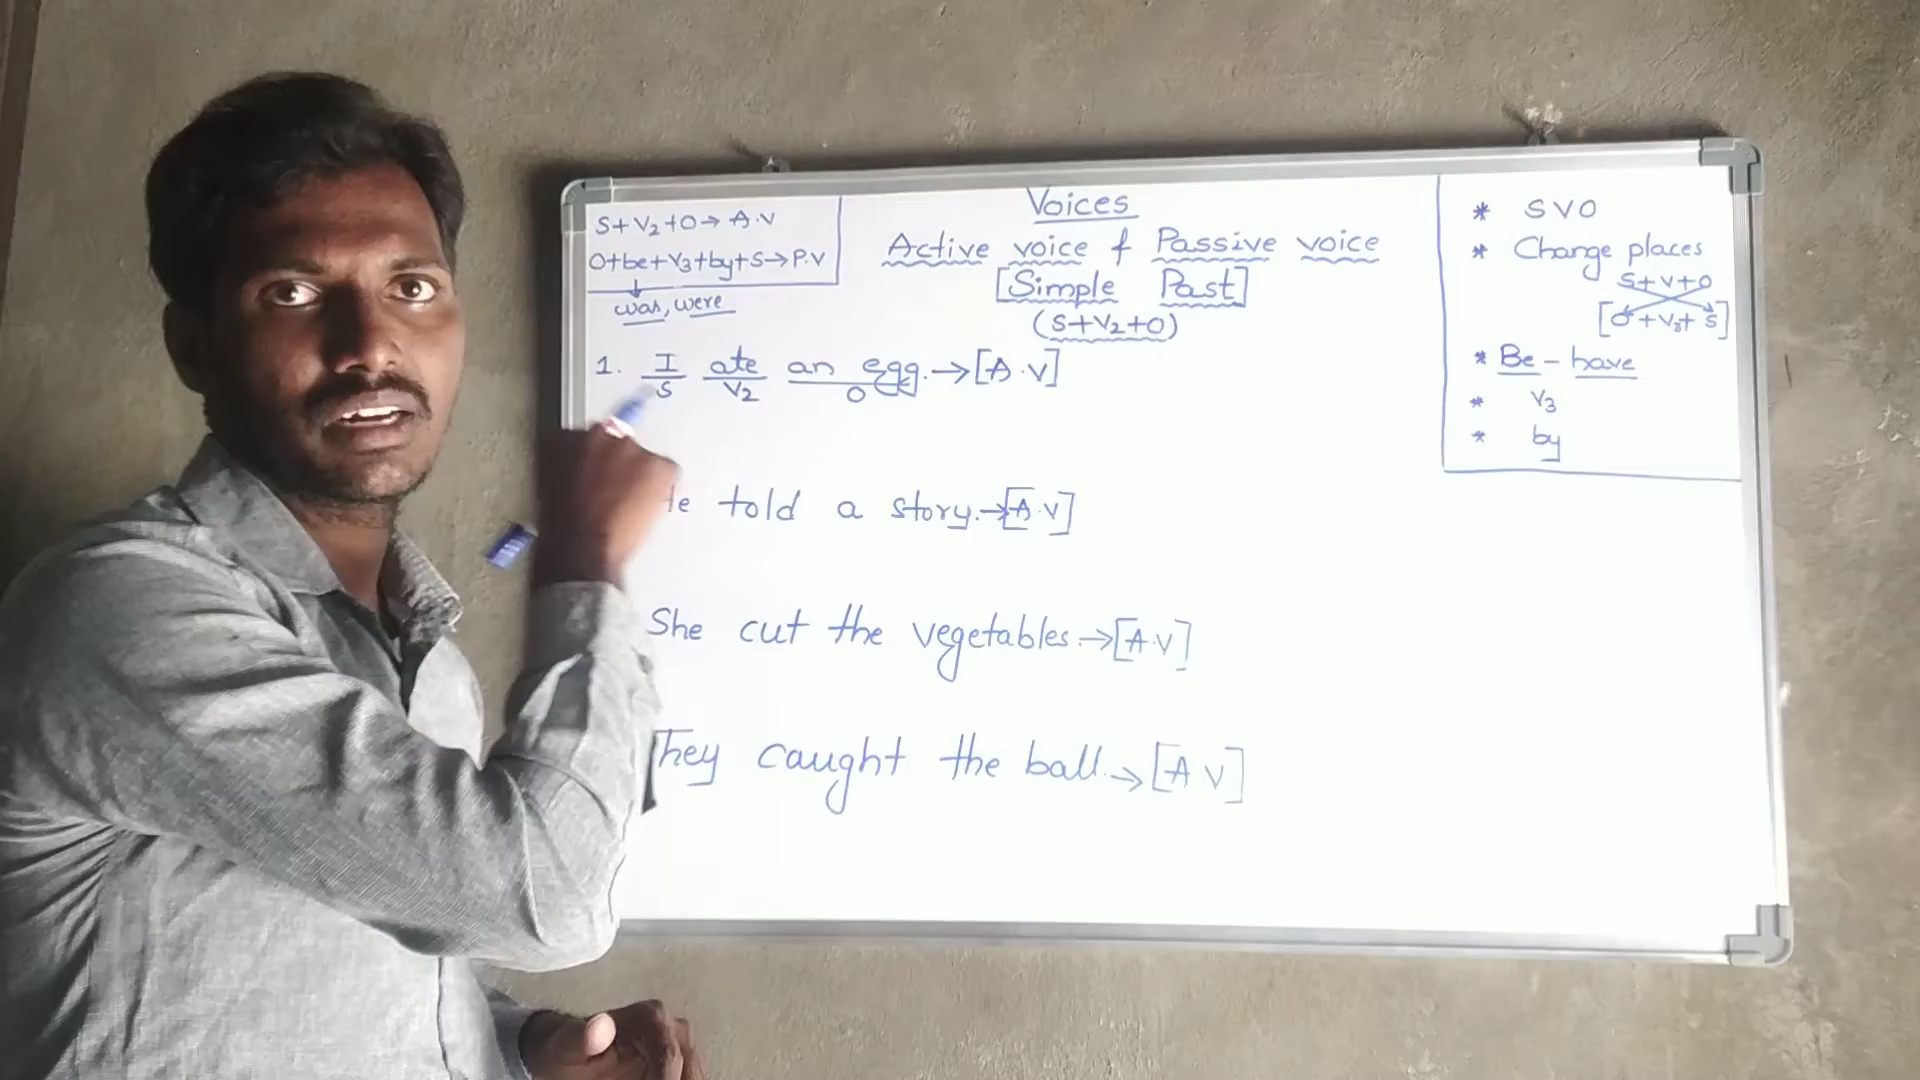 S+V2+O→ A.V
O+be+V3+by+S→P.V
was, were
Voices
Active voice & Passive voice
[Simple Past]
(S+V2+O)
1. I ate an egg.→[A.V]
S V2 O
told a story.→[A.V]
She cut the vegetables.→[A.V]
They caught the ball.→[A V]
* SVO
* Change places
S+V+O
[O+V3+S]
* Be-have
* V3
* by